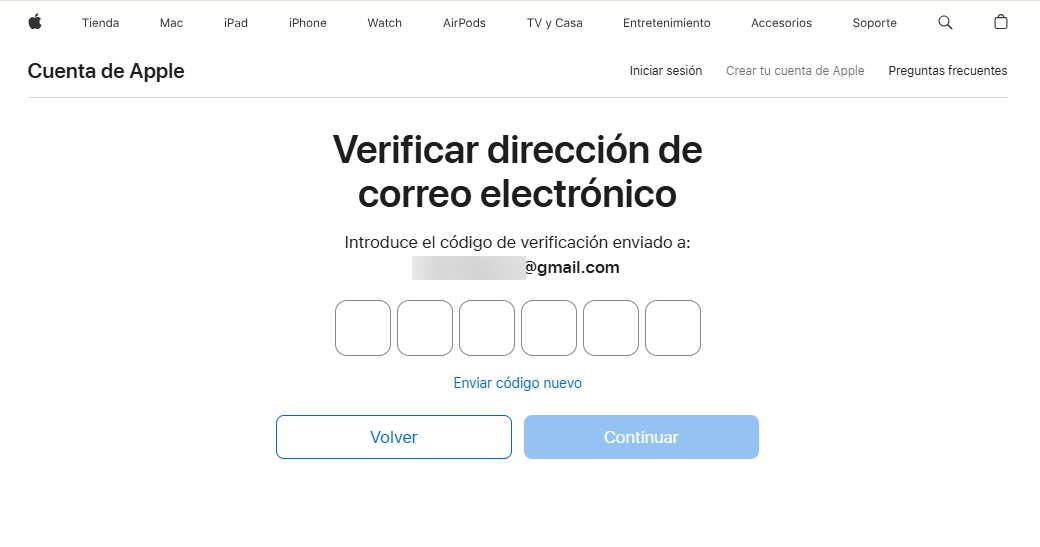 Tienda Mac iPad iPhone Watch AirPods TV y Casa Entretenimiento Accesorios Soporte
Cuenta de Apple Iniciar sesión Crear tu cuenta de Apple Preguntas frecuentes
Verificar dirección de
correo electrónico
Introduce el código de verificación enviado a:
@gmail.com
Enviar código nuevo
Volver Continuar